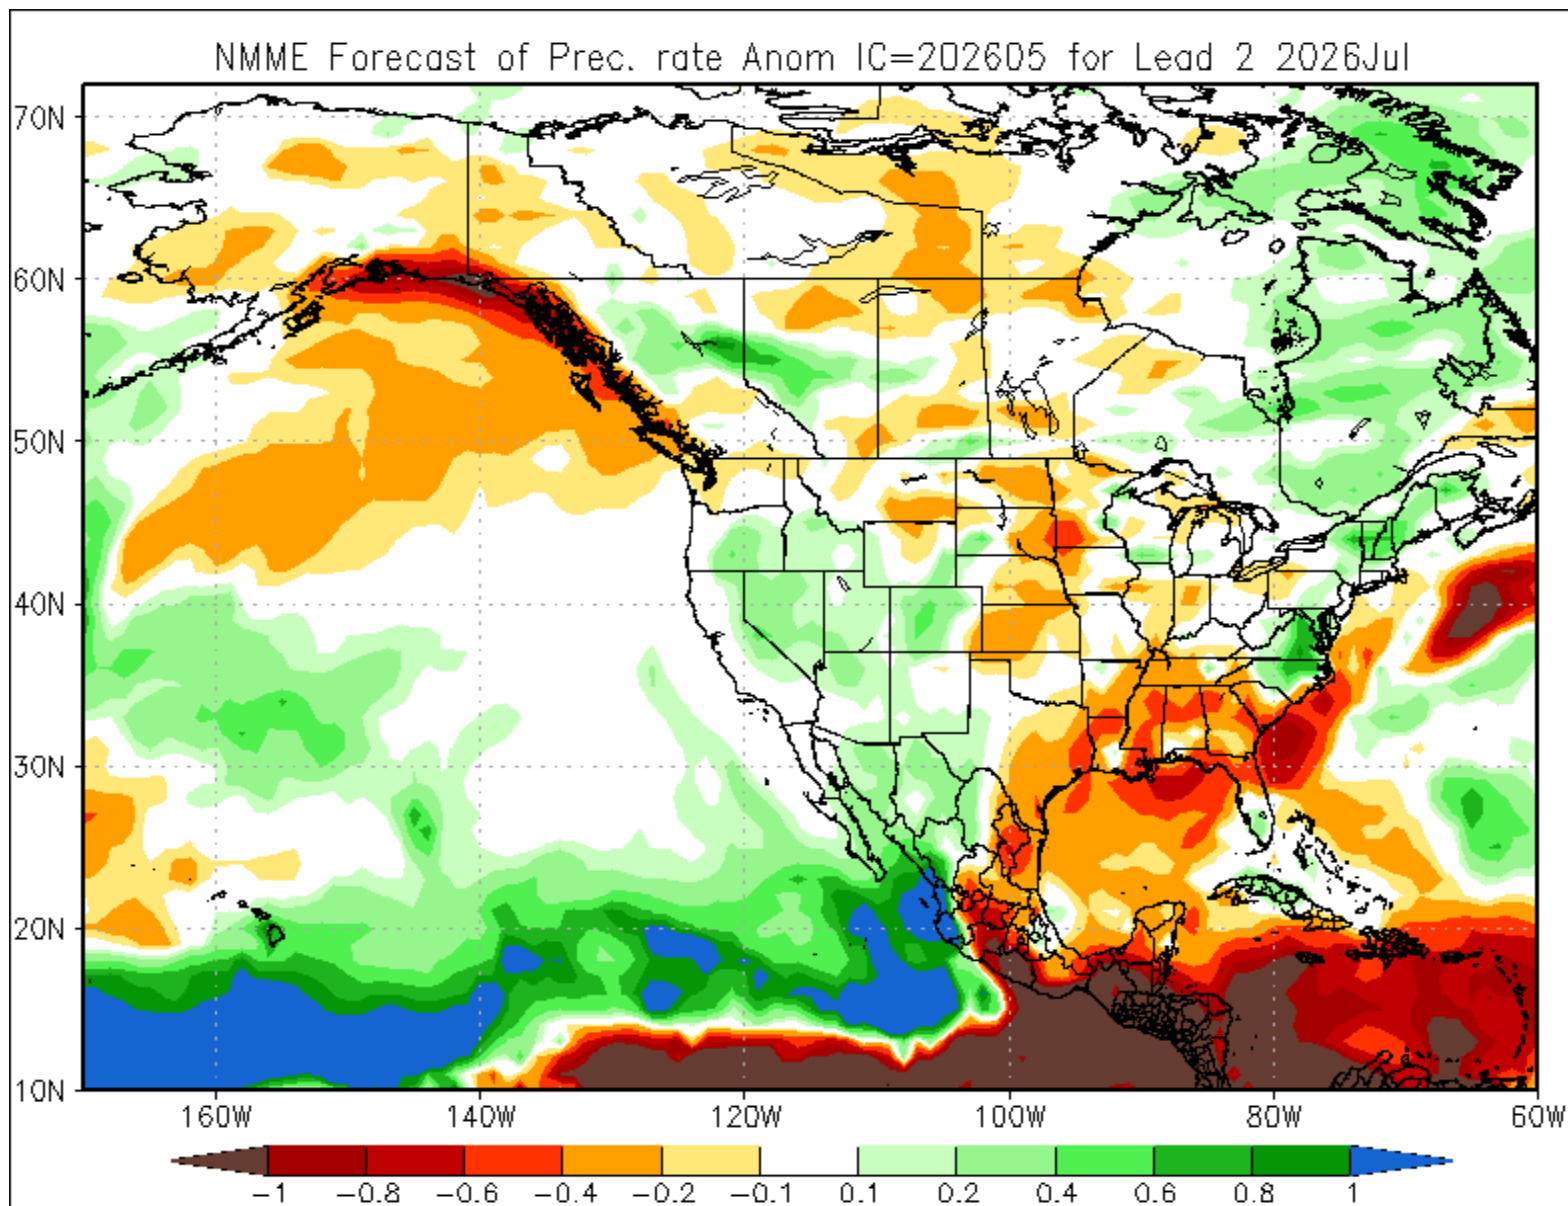 NMME Forecast of Prec. rate Anom IC=202605 for Lead 2 2026Jul
70N
60N
50N
40N
30N
20N
10N
160W 140W 120W 100W 80W 60W
-1 -0.8 -0.6 -0.4 -0.2 -0.1 0.1 0.2 0.4 0.6 0.8 1